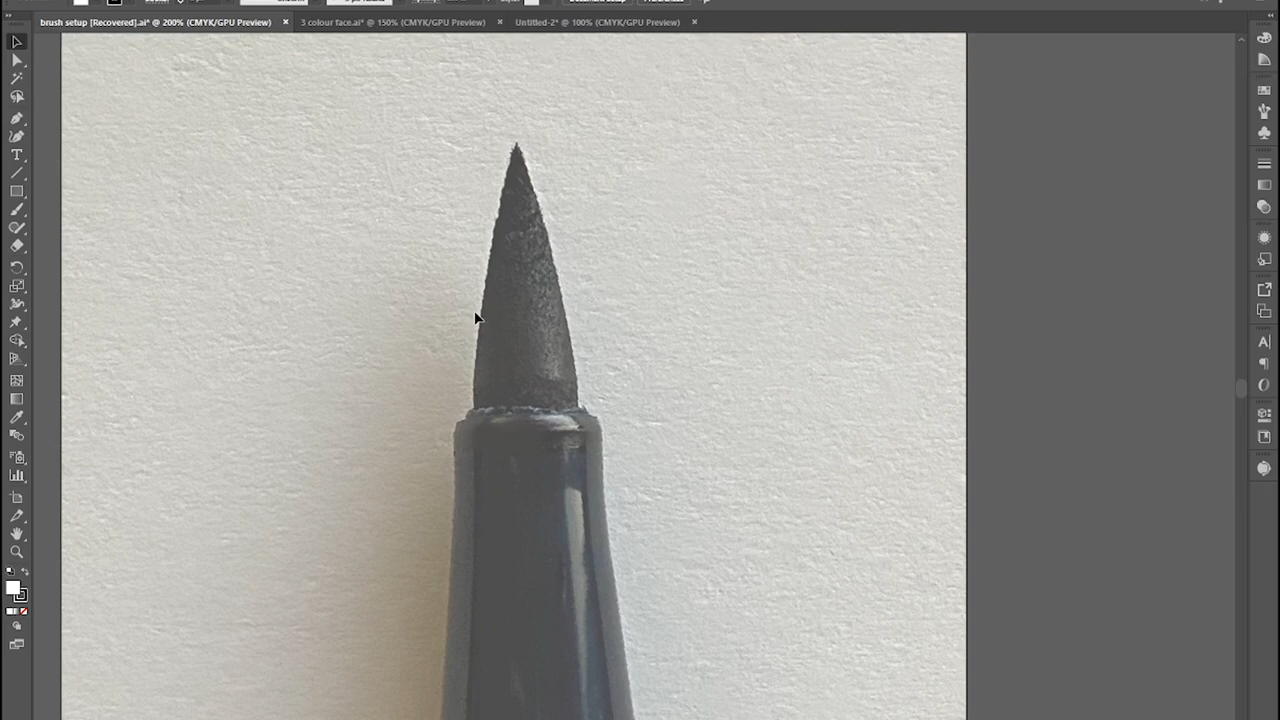 brush setup [Recovered].ai* @ 200% (CMYK/GPU Preview) × 3 colour face.ai* @ 150% (CMYK/GPU Preview) × Untitled-2* @ 100% (CMYK/GPU Preview) ×